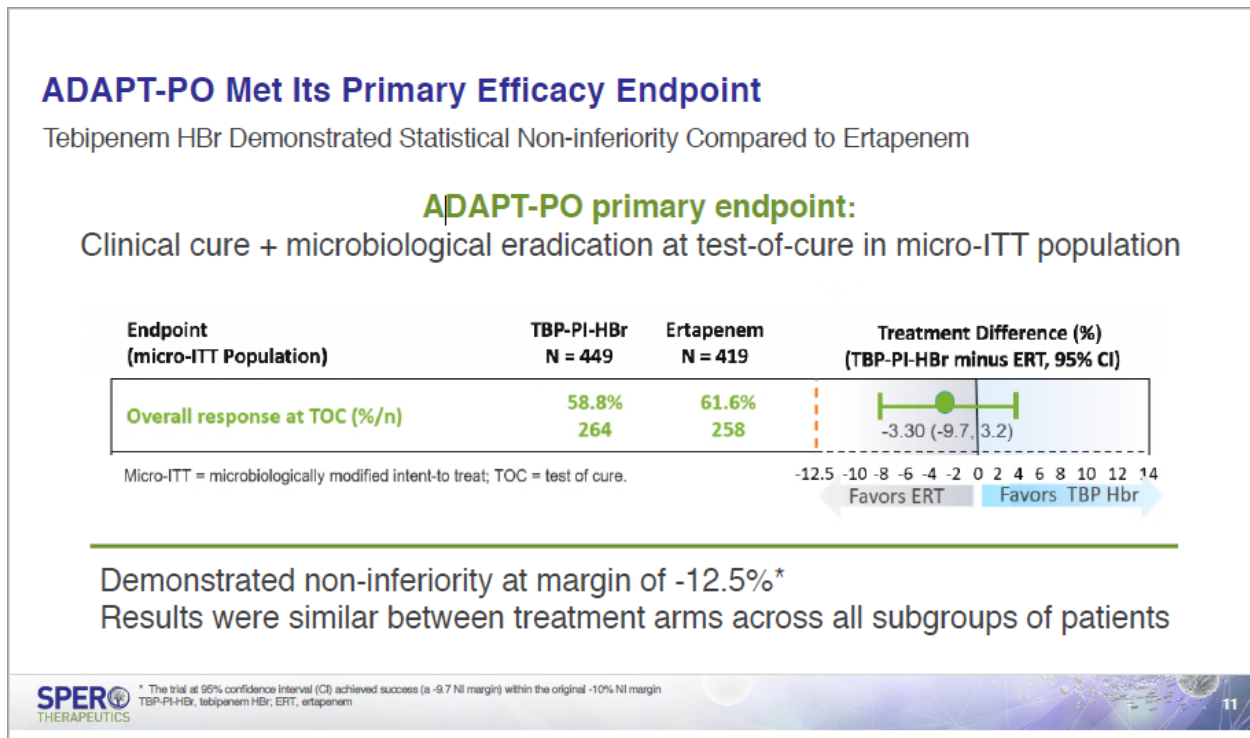 ADAPT-PO Met Its Primary Efficacy Endpoint
Tebipenem HBr Demonstrated Statistical Non-inferiority Compared to Ertapenem
ADAPT-PO primary endpoint:
Clinical cure + microbiological eradication at test-of-cure in micro-ITT population
Endpoint TBP-PI-HBr Ertapenem Treatment Difference (%)
(micro-ITT Population) N = 449 N = 419 (TBP-PI-HBr minus ERT, 95% CI)
Overall response at TOC (%/n) 58.8% 61.6%
264 258 -3.30 (-9.7, 3.2)
Micro-ITT = microbiologically modified intent-to treat; TOC = test of cure.
-12.5 -10 -8 -6 -4 -2 0 2 4 6 8 10 12 14
Favors ERT Favors TBP Hbr
Demonstrated non-inferiority at margin of -12.5%*
Results were similar between treatment arms across all subgroups of patients
SPERO
THERAPEUTICS
* The trial at 95% confidence interval (CI) achieved success (a -9.7 NI margin) within the original -10% NI margin
TBP-PI-HBr, tebipenem HBr; ERT, ertapenem
11